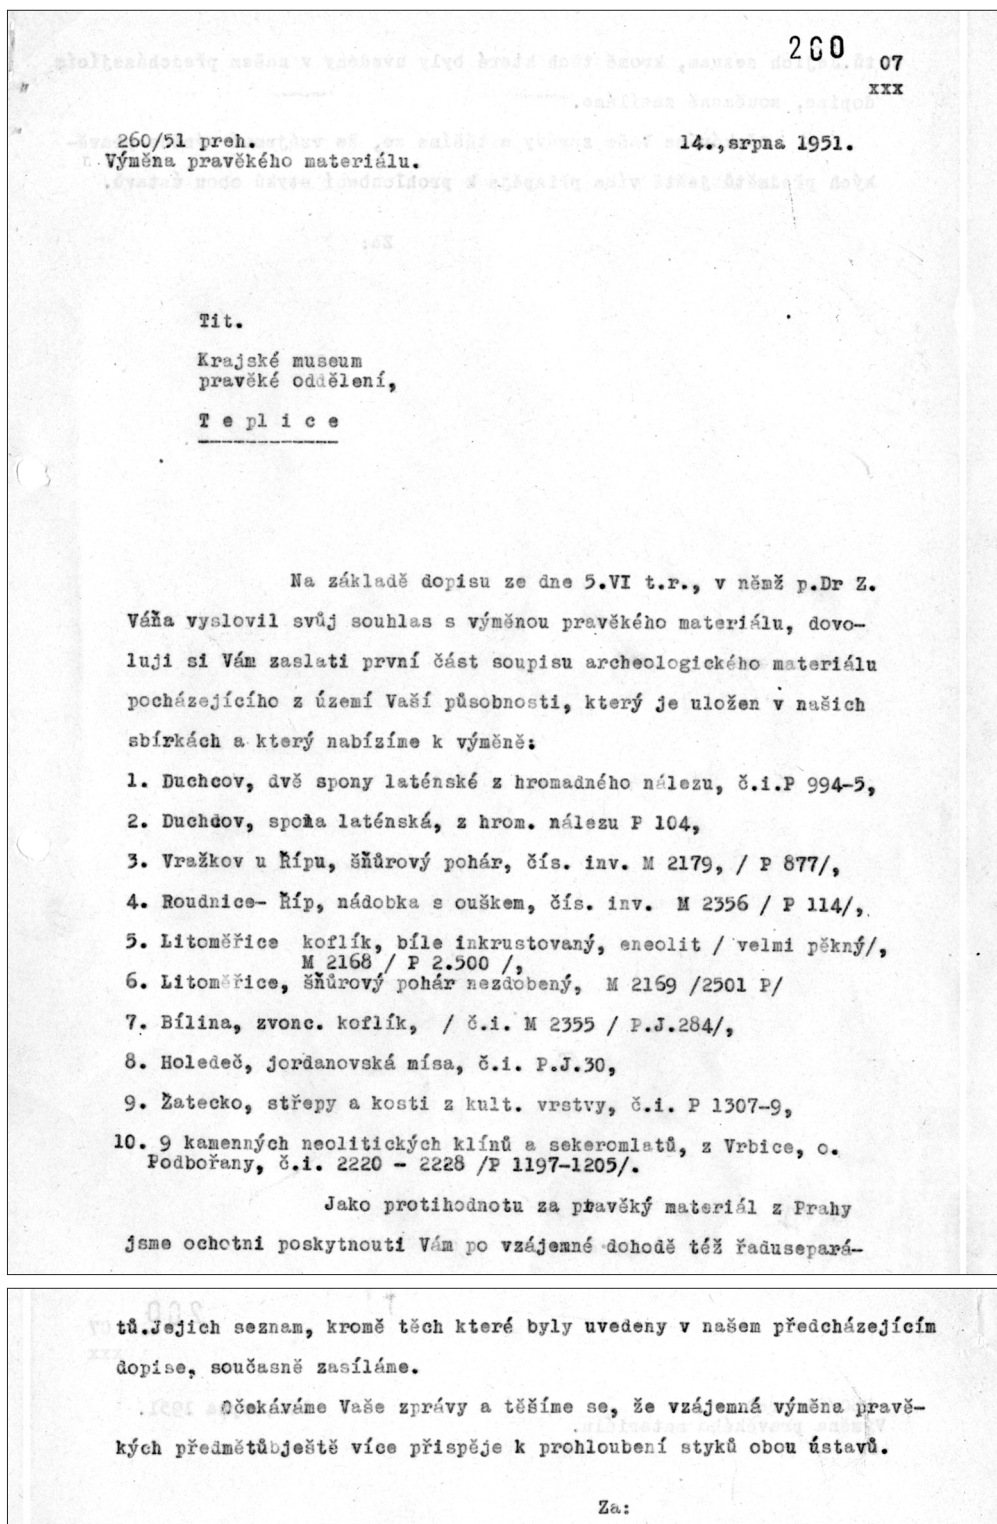 260
07
xxx
260/51 preh. 14.,srpna 1951.
Výměna pravěkého materiálu.
Tit.
Krajské museum
pravěké oddělení,
T e pl i c e
Na základě dopisu ze dne 5.VI t.r., v němž p.Dr Z.
Váňa vyslovil svůj souhlas s výměnou pravěkého materiálu, dovo-
luji si Vám zaslati první část soupisu archeologického materiálu
pocházejícího z území Vaší působnosti, který je uložen v našich
sbírkách a který nabízíme k výměně:
1. Duchcov, dvě spony laténské z hromadného nálezu, č.i.P 994-5,
2. Duchcov, spona laténská, z hrom. nálezu P 104,
3. Vražkov u Řípu, šňůrový pohár, čís. inv. M 2179, / P 877/,
4. Roudnice- Říp, nádobka s ouškem, čís. inv. M 2356 / P 114/,
5. Litoměřice koflík, bíle inkrustovaný, eneolit / velmi pěkný/,
M 2168 / P 2.500 /,
6. Litoměřice, šňůrový pohár nezdobený, M 2169 /2501 P/
7. Bílina, zvonc. koflík, / č.i. M 2355 / P.J.284/,
8. Holedeč, jordanovská mísa, č.i. P.J.30,
9. Žatecko, střepy a kosti z kult. vrstvy, č.i. P 1307-9,
10. 9 kamenných neolitických klínů a sekeromlatů, z Vrbice, o.
Podbořany, č.i. 2220 - 2228 /P 1197-1205/.
Jako protihodnotu za pravěký materiál z Prahy
jsme ochotni poskytnouti Vám po vzájemné dohodě též řadusepará-
tů.Jejich seznam, kromě těch které byly uvedeny v našem předcházejícím
dopise, současně zasíláme.
Očekáváme Vaše zprávy a těšíme se, že vzájemná výměna pravě-
kých předmětůbještě více přispěje k prohloubení styků obou ústavů.
Za: